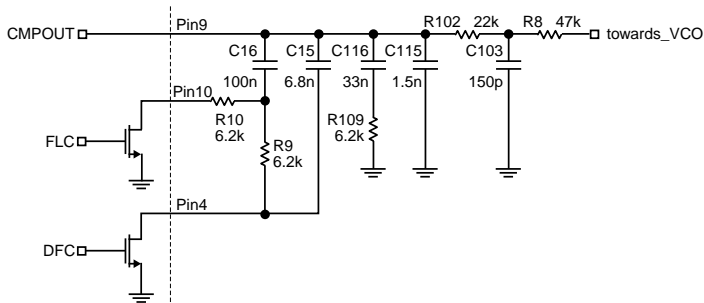 CMPOUT
Pin9
R102 22k
R8 47k
towards_VCO
C16
C15
C116
C115
C103
100n
6.8n
33n
1.5n
150p
Pin10
R10
6.2k
R109
6.2k
FLC
R9
6.2k
Pin4
DFC